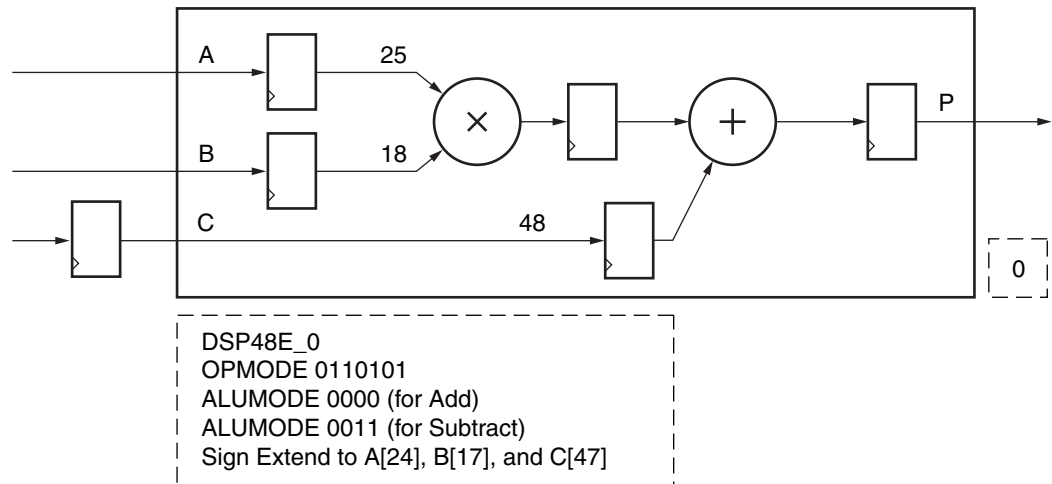 A
25
×
+
P
B
18
C
48
0
DSP48E_0
OPMODE 0110101
ALUMODE 0000 (for Add)
ALUMODE 0011 (for Subtract)
Sign Extend to A[24], B[17], and C[47]